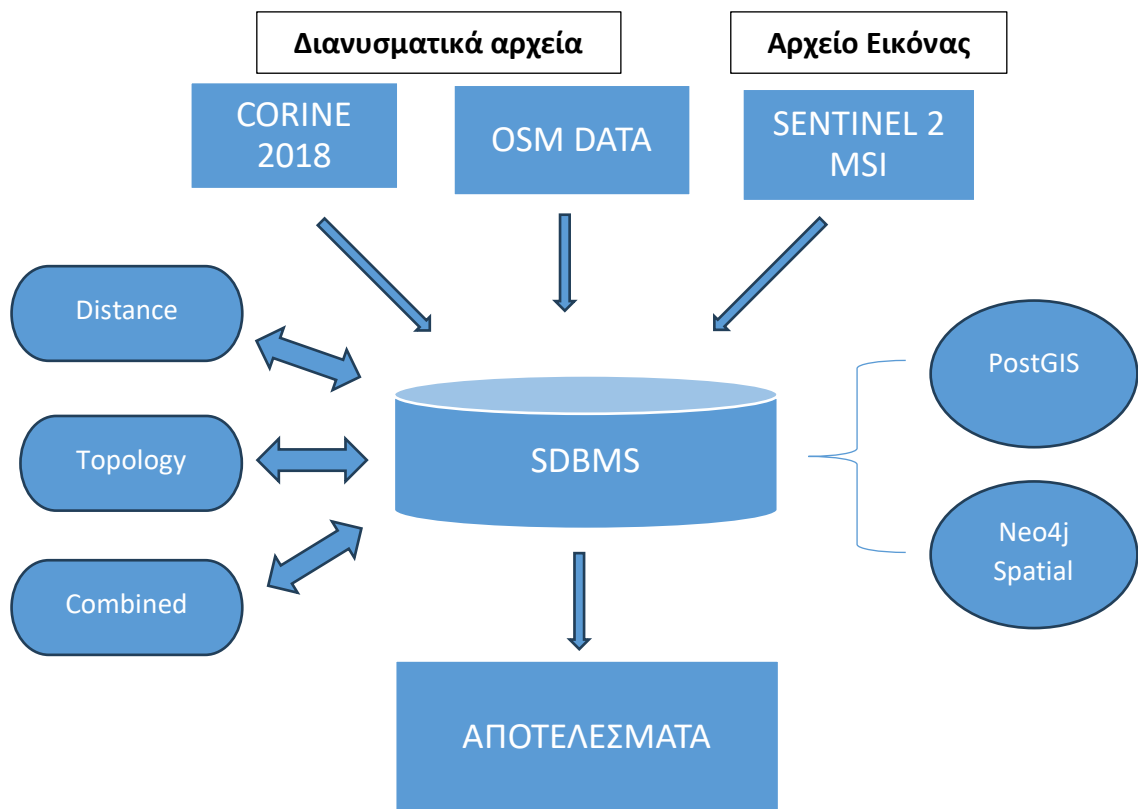 Διανυσματικά αρχεία
Αρχείο Εικόνας
CORINE
2018
OSM DATA
SENTINEL 2
MSI
Distance
Topology
Combined
SDBMS
PostGIS
Neo4j
Spatial
ΑΠΟΤΕΛΕΣΜΑΤΑ